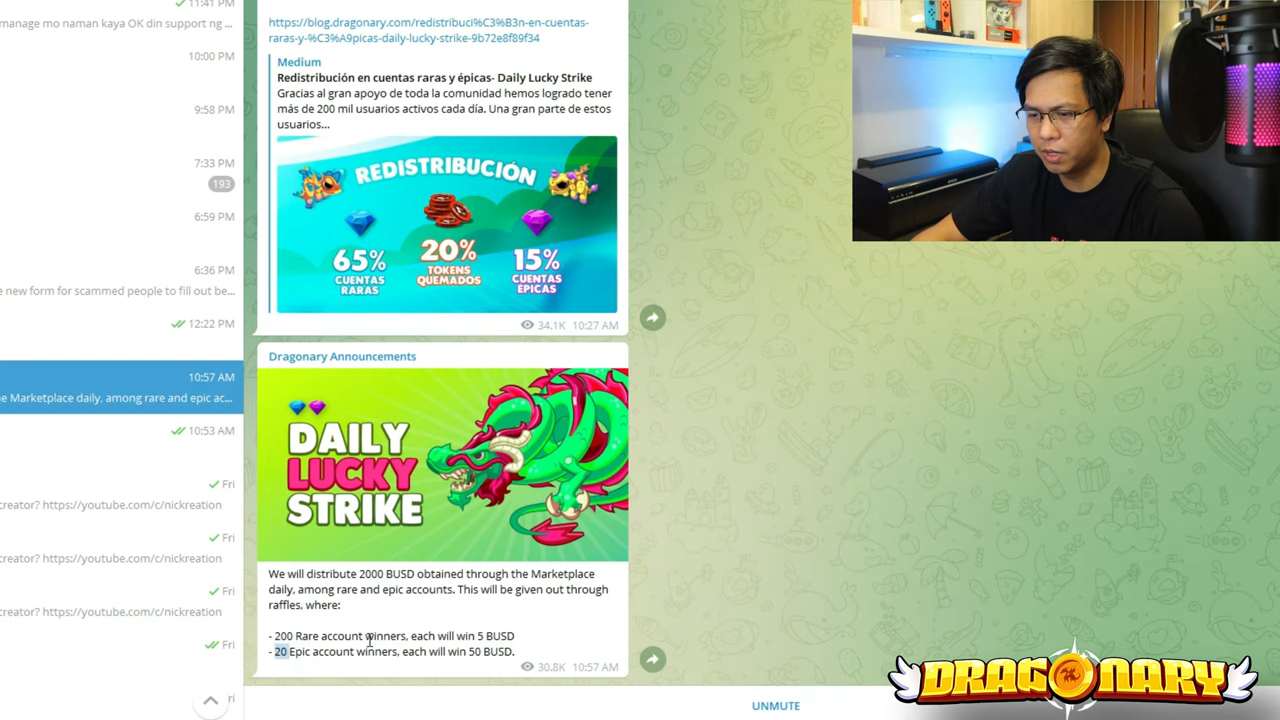 11:41 PM
manage mo naman kaya OK din support ng ...
10:00 PM
9:58 PM
7:33 PM
193
6:59 PM
6:36 PM
e new form for scammed people to fill out be...
12:22 PM
10:57 AM
e Marketplace daily, among rare and epic ac...
10:53 AM
Fri
creator? https://youtube.com/c/nickreation
Fri
creator? https://youtube.com/c/nickreation
Fri
creator? https://youtube.com/c/nickreation
Fri
ri
https://blog.dragonary.com/redistribuci%C3%B3n-en-cuentas-
raras-y-%C3%A9picas-daily-lucky-strike-9b72e8f89f34
Medium
Redistribución en cuentas raras y épicas- Daily Lucky Strike
Gracias al gran apoyo de toda la comunidad hemos logrado tener
más de 200 mil usuarios activos cada día. Una gran parte de estos
usuarios...
REDISTRIBUCIÓN
65%
CUENTAS
RARAS
20%
TOKENS
QUEMADOS
15%
CUENTAS
ÉPICAS
34.1K 10:27 AM
Dragonary Announcements
DAILY
LUCKY
STRIKE
We will distribute 2000 BUSD obtained through the Marketplace
daily, among rare and epic accounts. This will be given out through
raffles, where:
- 200 Rare account winners, each will win 5 BUSD
- 20 Epic account winners, each will win 50 BUSD.
30.8K 10:57 AM
UNMUTE
DRAGONARY